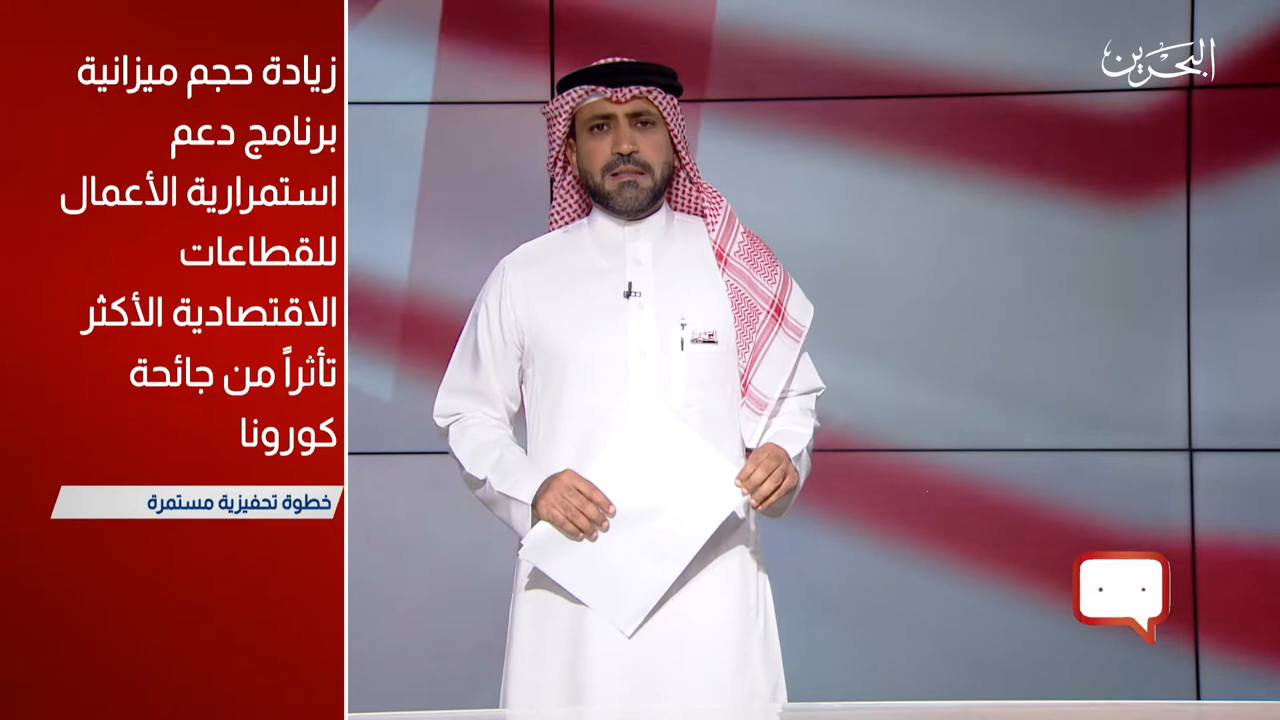 زيادة حجم ميزانية
برنامج دعم
استمرارية الأعمال
للقطاعات
الاقتصادية الأكثر
تأثراً من جائحة
كورونا
خطوة تحفيزية مستمرة
البحرين